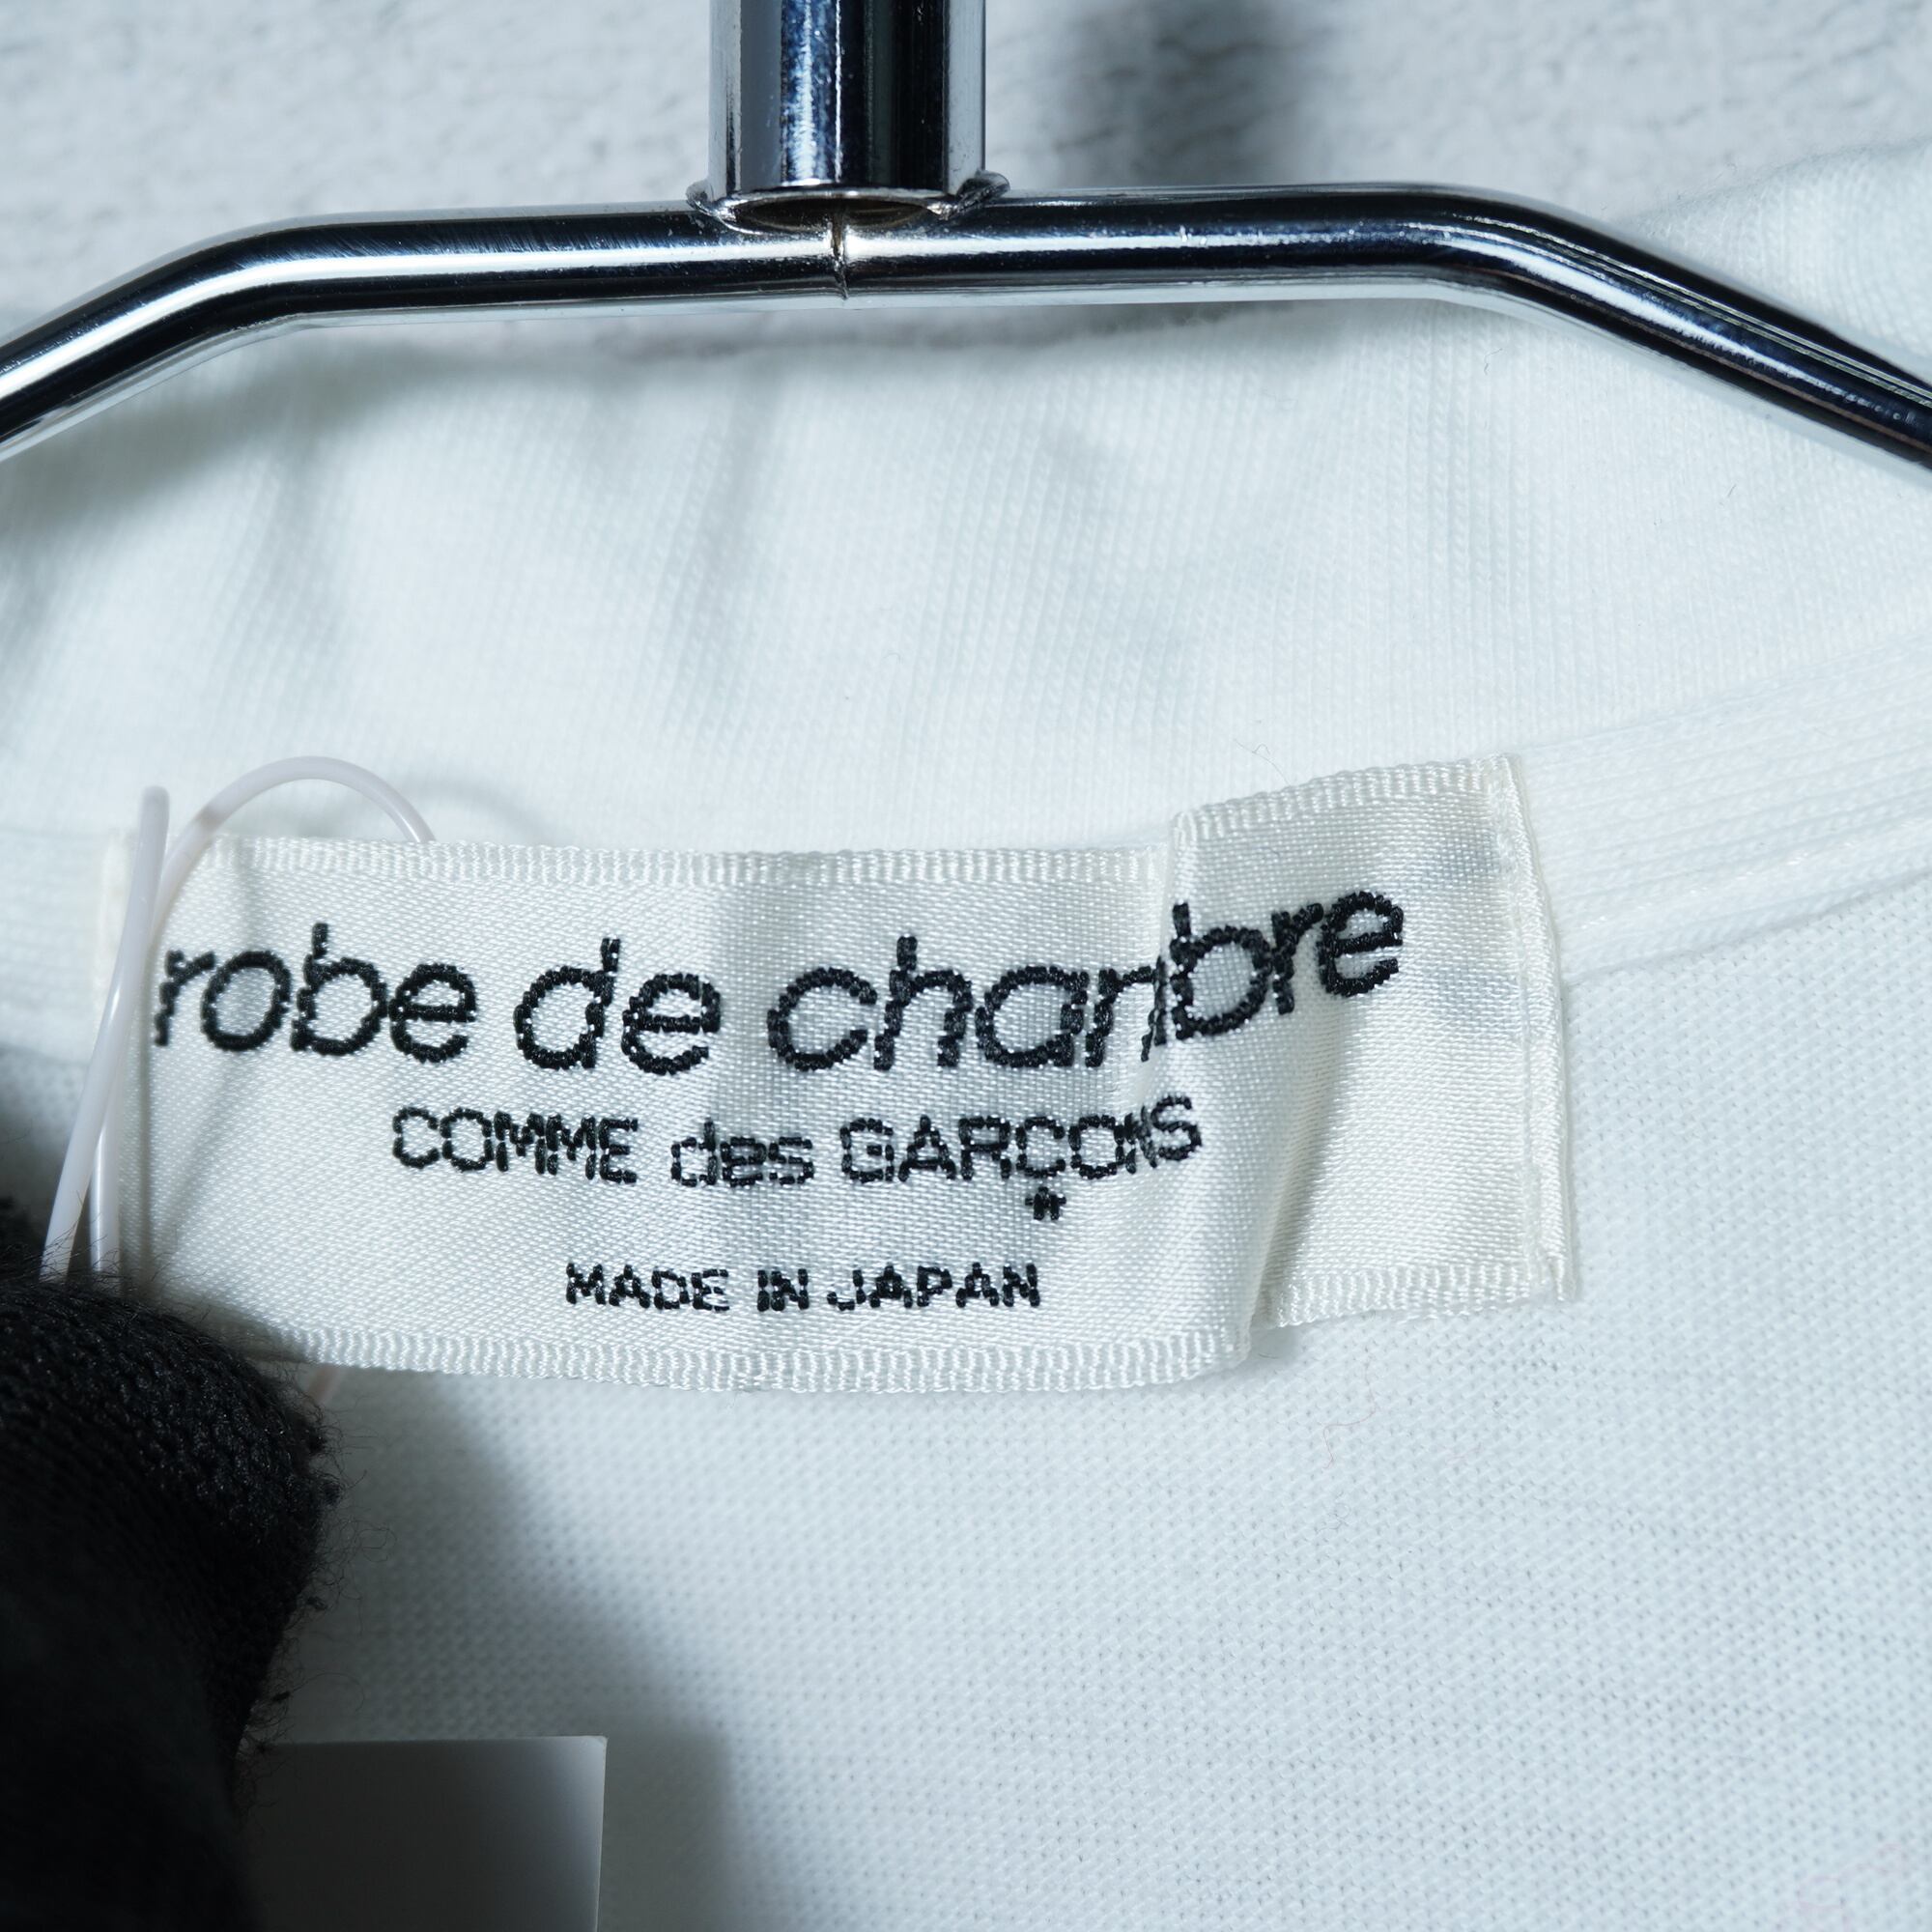 robe de chambre
COMME des GARÇONS
MADE IN JAPAN